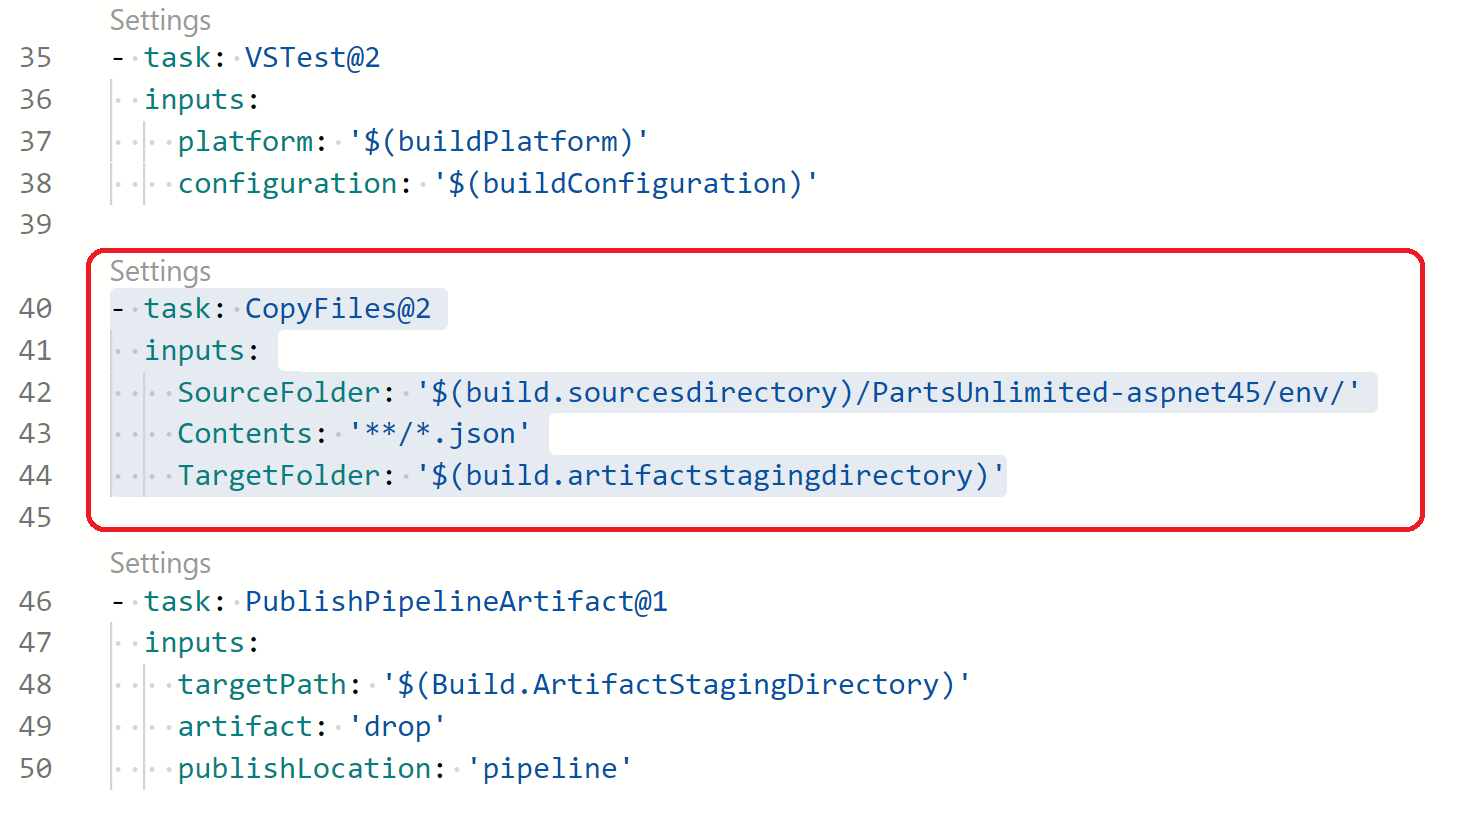 Settings
35 - task: VSTest@2
36 inputs:
37 platform: '$(buildPlatform)'
38 configuration: '$(buildConfiguration)'
39
Settings
40 - task: CopyFiles@2
41 inputs:
42 SourceFolder: '$(build.sourcesdirectory)/PartsUnlimited-aspnet45/env/'
43 Contents: '**/*.json'
44 TargetFolder: '$(build.artifactstagingdirectory)'
45
Settings
46 - task: PublishPipelineArtifact@1
47 inputs:
48 targetPath: '$(Build.ArtifactStagingDirectory)'
49 artifact: 'drop'
50 publishLocation: 'pipeline'